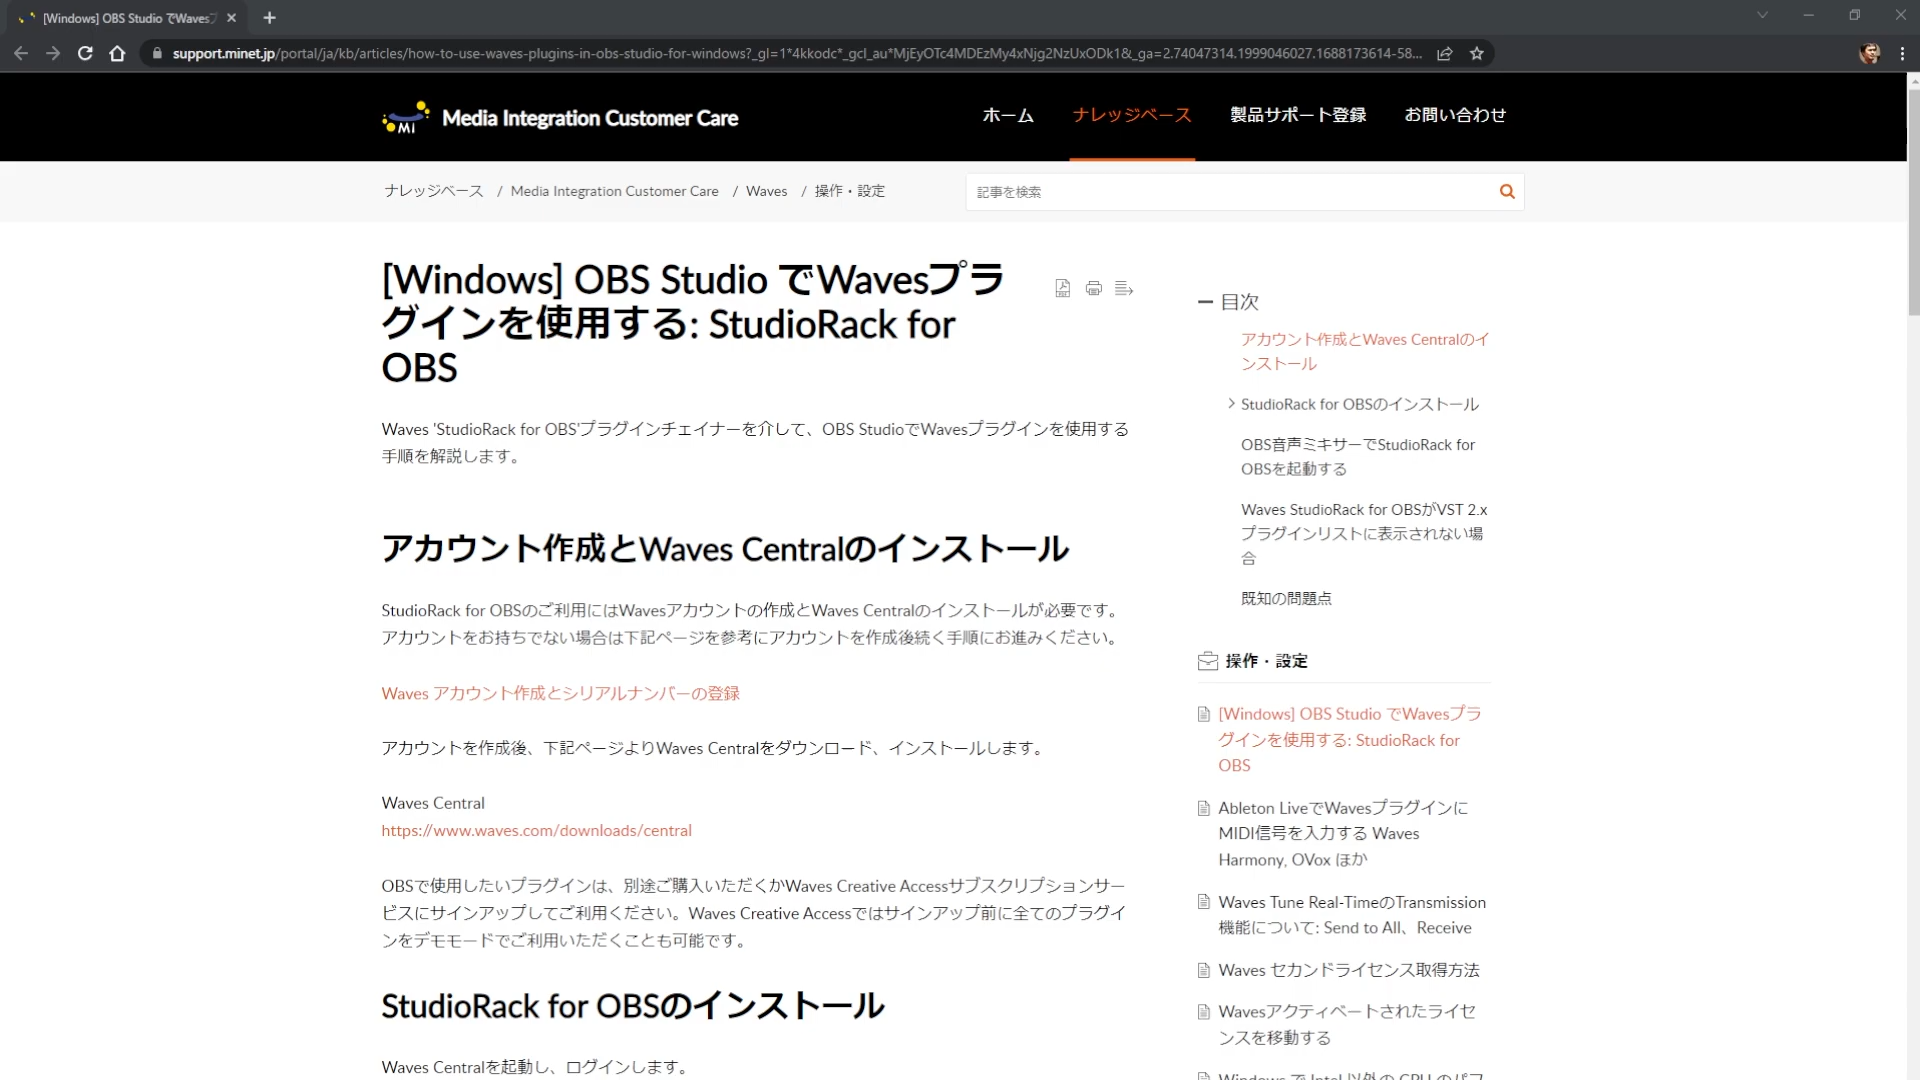 [Windows] OBS Studio でWavesプ
support.minet.jp/portal/ja/kb/articles/how-to-use-waves-plugins-in-obs-studio-for-windows?_gl=1*4kkodc*_gcl_au*MjEyOTc4MDEzMy4xNjg2NzUxODk1&_ga=2.74047314.1999046027.1688173614-58...
Mi Media Integration Customer Care
ホーム ナレッジベース 製品サポート登録 お問い合わせ
ナレッジベース / Media Integration Customer Care / Waves / 操作・設定
記事を検索
[Windows] OBS Studio でWavesプラ
グインを使用する: StudioRack for
OBS
Waves 'StudioRack for OBS'プラグインチェイナーを介して、OBS StudioでWavesプラグインを使用する
手順を解説します。
アカウント作成とWaves Centralのインストール
StudioRack for OBSのご利用にはWavesアカウントの作成とWaves Centralのインストールが必要です。
アカウントをお持ちでない場合は下記ページを参考にアカウントを作成後続く手順にお進みください。
Waves アカウント作成とシリアルナンバーの登録
アカウントを作成後、下記ページよりWaves Centralをダウンロード、インストールします。
Waves Central
https://www.waves.com/downloads/central
OBSで使用したいプラグインは、別途ご購入いただくかWaves Creative Accessサブスクリプションサー
ビスにサインアップしてご利用ください。Waves Creative Accessではサインアップ前に全てのプラグイ
ンをデモモードでご利用いただくことも可能です。
StudioRack for OBSのインストール
Waves Centralを起動し、ログインします。
目次
アカウント作成とWaves Centralのイ
ンストール
StudioRack for OBSのインストール
OBS音声ミキサーでStudioRack for
OBSを起動する
Waves StudioRack for OBSがVST 2.x
プラグインリストに表示されない場
合
既知の問題点
操作・設定
[Windows] OBS Studio でWavesプラ
グインを使用する: StudioRack for
OBS
Ableton LiveでWavesプラグインに
MIDI信号を入力する Waves
Harmony, OVox ほか
Waves Tune Real-TimeのTransmission
機能について: Send to All、Receive
Waves セカンドライセンス取得方法
Wavesアクティベートされたライセ
ンスを移動する
Windows で Intel 以外の CPU のパフ